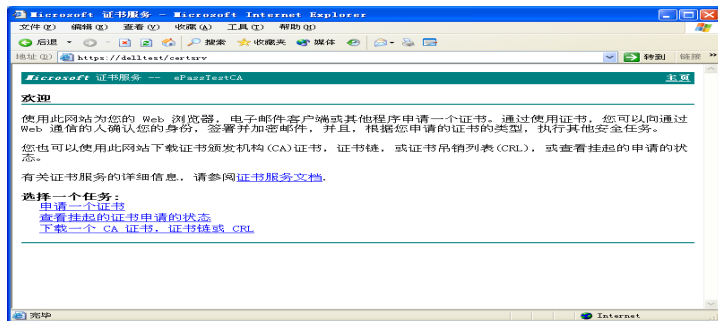 Microsoft 证书服务 - Microsoft Internet Explorer
文件(F) 编辑(E) 查看(V) 收藏(A) 工具(T) 帮助(H)
后退 搜索 收藏夹 媒体
地址(D) https://delltest/certsrv 转到 链接 »
Microsoft 证书服务 -- ePassTestCA 主页
欢迎
使用此网站为您的 Web 浏览器，电子邮件客户端或其他程序申请一个证书。通过使用证书，您可以向通过
Web 通信的人确认您的身份，签署并加密邮件，并且，根据您申请的证书的类型，执行其他安全任务。
您也可以使用此网站下载证书颁发机构(CA)证书，证书链，或证书吊销列表(CRL)，或查看挂起的申请的状
态。
有关证书服务的详细信息，请参阅证书服务文档.
选择一个任务:
申请一个证书
查看挂起的证书申请的状态
下载一个 CA 证书，证书链或 CRL
完毕 Internet